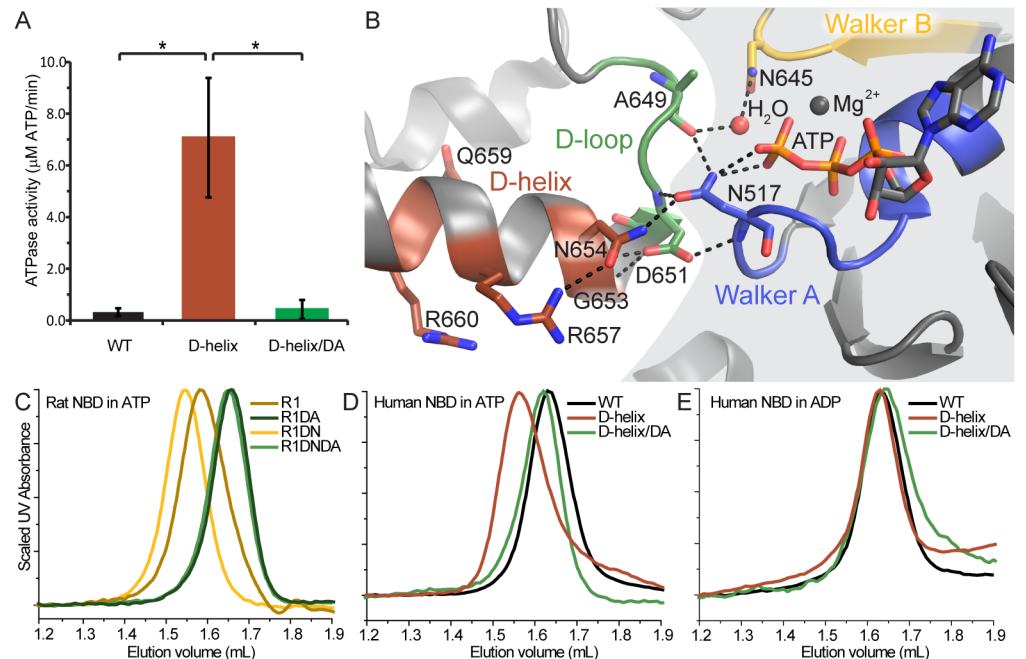 A
*
*
ATPase activity (µM ATP/min)
10.0
8.0
6.0
4.0
2.0
0.0
WT
D-helix
D-helix/DA
B
Walker B
N645
A649
H2O
Mg2+
D-loop
ATP
Q659
D-helix
N517
N654
D651
G653
Walker A
R660
R657
C
Rat NBD in ATP
R1
R1DA
R1DN
R1DNDA
Scaled UV Absorbance
1.2 1.3 1.4 1.5 1.6 1.7 1.8 1.9
Elution volume (mL)
D
Human NBD in ATP
WT
D-helix
D-helix/DA
1.2 1.3 1.4 1.5 1.6 1.7 1.8 1.9
Elution volume (mL)
E
Human NBD in ADP
WT
D-helix
D-helix/DA
1.2 1.3 1.4 1.5 1.6 1.7 1.8 1.9
Elution volume (mL)